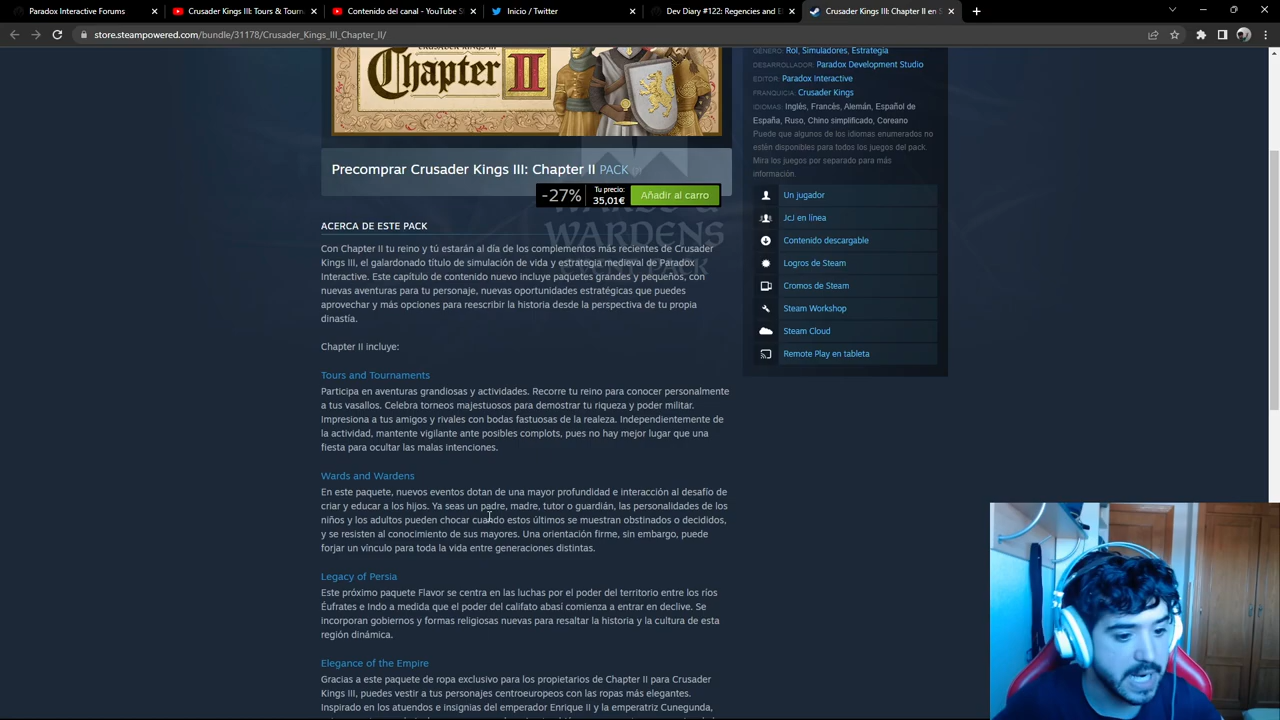 Paradox Interactive Forums
Crusader Kings III: Tours & Tourn
Contenido del canal - YouTube S
Inicio / Twitter
Dev Diary #122: Regencies and E
Crusader Kings III: Chapter II en S
store.steampowered.com/bundle/31178/Crusader_Kings_III_Chapter_II/
Chapter II
GÉNERO: Rol, Simuladores, Estrategia
DESARROLLADOR: Paradox Development Studio
EDITOR: Paradox Interactive
FRANQUICIA: Crusader Kings
IDIOMAS: Inglés, Francés, Alemán, Español de
España, Ruso, Chino simplificado, Coreano
Puede que algunos de los idiomas enumerados no
estén disponibles para todos los juegos del pack.
Mira los juegos por separado para más
información.
Precomprar Crusader Kings III: Chapter II PACK (?)
-27% Tu precio:
35,01€
Añadir al carro
WARDS &
WARDENS
EVENT PACK
Un jugador
JcJ en línea
Contenido descargable
Logros de Steam
Cromos de Steam
Steam Workshop
Steam Cloud
Remote Play en tableta
ACERCA DE ESTE PACK
Con Chapter II tu reino y tú estarán al día de los complementos más recientes de Crusader
Kings III, el galardonado título de simulación de vida y estrategia medieval de Paradox
Interactive. Este capítulo de contenido nuevo incluye paquetes grandes y pequeños, con
nuevas aventuras para tu personaje, nuevas oportunidades estratégicas que puedes
aprovechar y más opciones para reescribir la historia desde la perspectiva de tu propia
dinastía.
Chapter II incluye:
Tours and Tournaments
Participa en aventuras grandiosas y actividades. Recorre tu reino para conocer personalmente
a tus vasallos. Celebra torneos majestuosos para demostrar tu riqueza y poder militar.
Impresiona a tus amigos y rivales con bodas fastuosas de la realeza. Independientemente de
la actividad, mantente vigilante ante posibles complots, pues no hay mejor lugar que una
fiesta para ocultar las malas intenciones.
Wards and Wardens
En este paquete, nuevos eventos dotan de una mayor profundidad e interacción al desafío de
criar y educar a los hijos. Ya seas un padre, madre, tutor o guardián, las personalidades de los
niños y los adultos pueden chocar cuando estos últimos se muestran obstinados o decididos,
y se resisten al conocimiento de sus mayores. Una orientación firme, sin embargo, puede
forjar un vínculo para toda la vida entre generaciones distintas.
Legacy of Persia
Este próximo paquete Flavor se centra en las luchas por el poder del territorio entre los ríos
Éufrates e Indo a medida que el poder del califato abasí comienza a entrar en declive. Se
incorporan gobiernos y formas religiosas nuevas para resaltar la historia y la cultura de esta
región dinámica.
Elegance of the Empire
Gracias a este paquete de ropa exclusivo para los propietarios de Chapter II para Crusader
Kings III, puedes vestir a tus personajes centroeuropeos con las ropas más elegantes.
Inspirado en los atuendos e insignias del emperador Enrique II y la emperatriz Cunegunda,